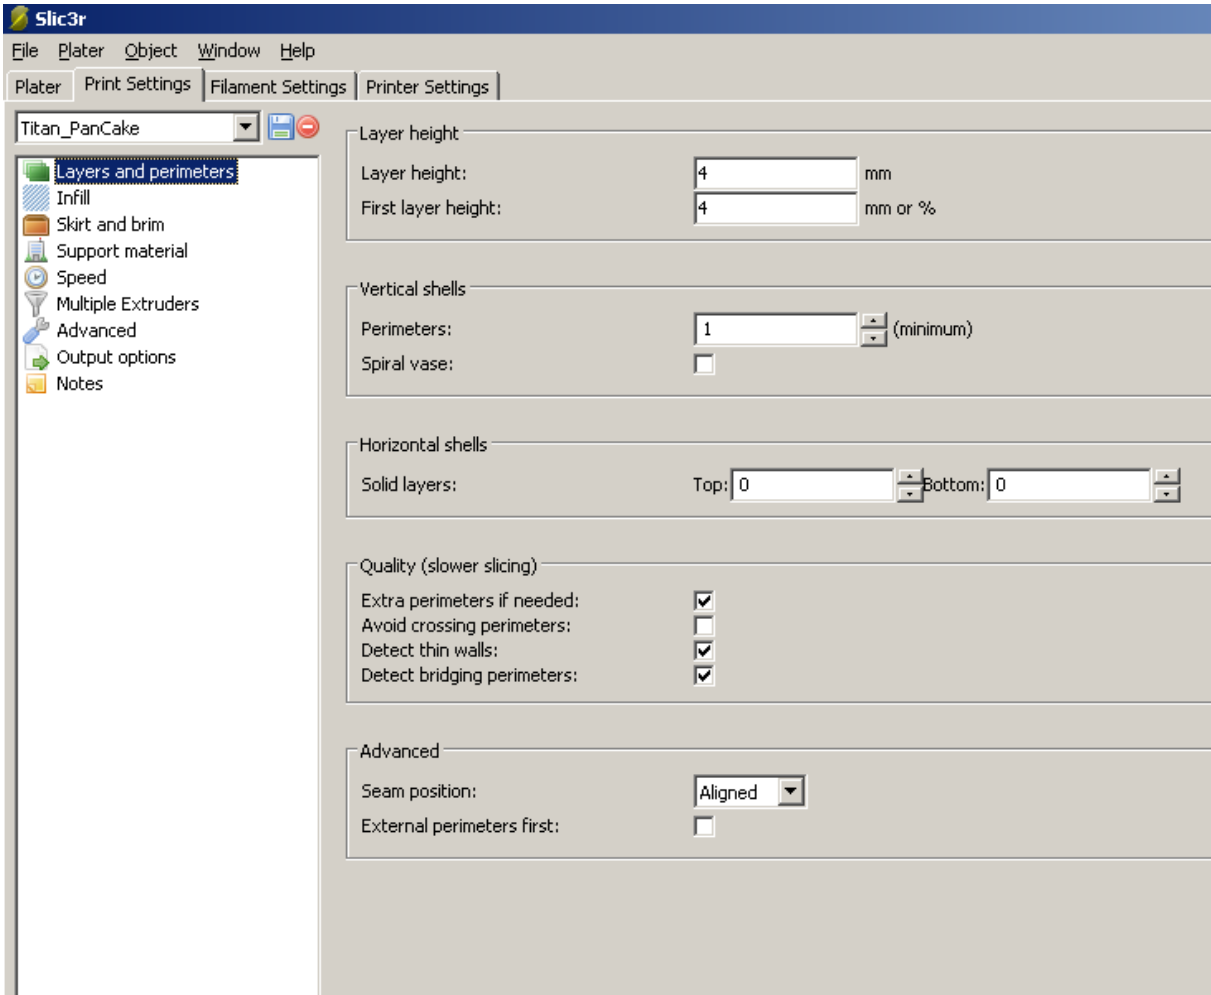 Slic3r
File Plater Object Window Help
Plater Print Settings Filament Settings Printer Settings
Titan_PanCake
Layers and perimeters
Infill
Skirt and brim
Support material
Speed
Multiple Extruders
Advanced
Output options
Notes
Layer height
Layer height: 4 mm
First layer height: 4 mm or %
Vertical shells
Perimeters: 1 (minimum)
Spiral vase:
Horizontal shells
Solid layers: Top: 0 Bottom: 0
Quality (slower slicing)
Extra perimeters if needed:
Avoid crossing perimeters:
Detect thin walls:
Detect bridging perimeters:
Advanced
Seam position: Aligned
External perimeters first: